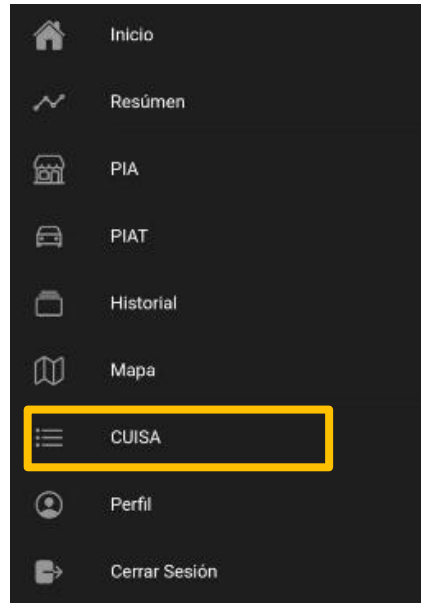 Inicio
Resúmen
PIA
PIAT
Historial
Mapa
CUISA
Perfil
Cerrar Sesión